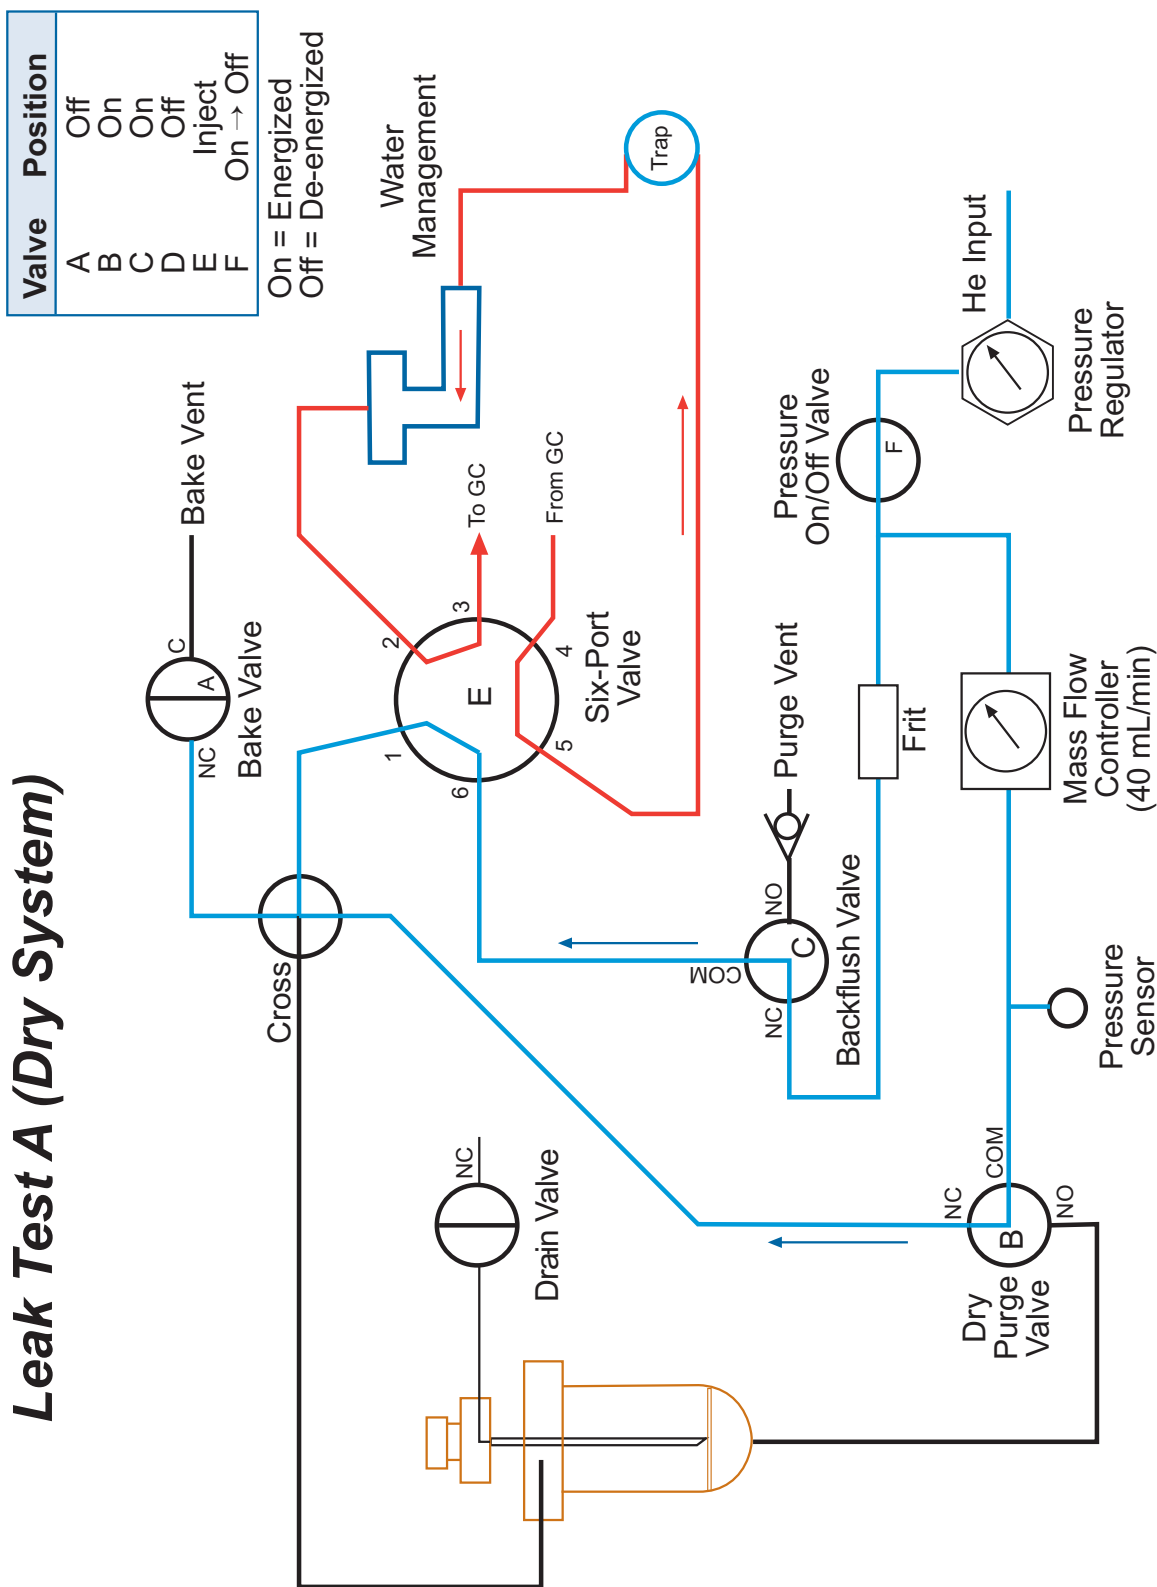 Leak Test A (Dry System)
Valve Position
A Off
B On
C On
D Off
E Inject
F On → Off
On = Energized
Off = De-energized
Bake Vent
C
A
NC
Bake Valve
Water
Management
Trap
To GC
From GC
1
2
3
4
5
6
E
Six-Port
Valve
Cross
He Input
Pressure
Regulator
Pressure
On/Off Valve
F
Purge Vent
Frit
Mass Flow
Controller
(40 mL/min)
NO
C
COM
NC
Backflush Valve
Pressure
Sensor
NC
Drain Valve
NC
COM
B
NO
Dry
Purge
Valve